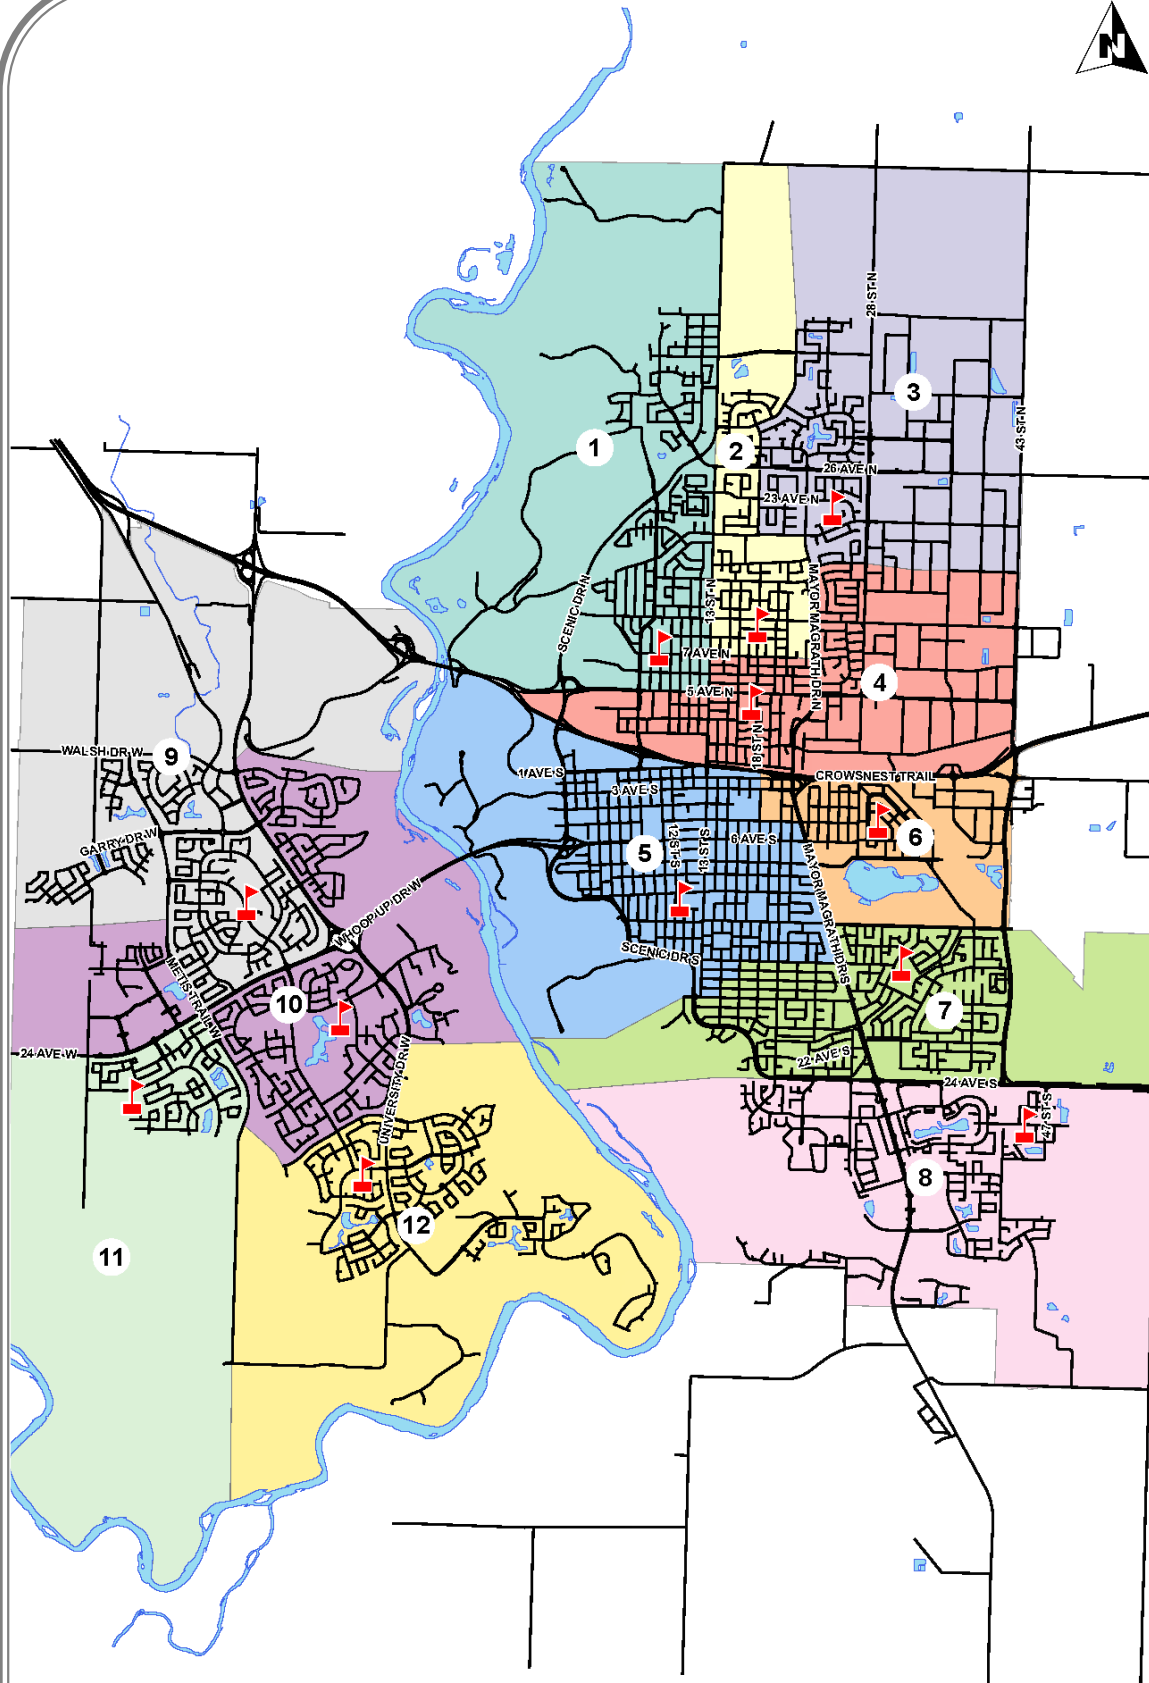 N
28 ST N
3
43 ST N
1
2
26 AVE N
23 AVE N
SCENIC DR N
13 ST N
MAYOR MAGRATH DR N
7 AVE N
4
5 AVE N
18 ST N
WALSH DR W
9
1 AVE S
CROWSNEST TRAIL
3 AVE S
GARRY DR W
5
12 ST S
13 ST S
6 AVE S
6
MAYOR MAGRATH DR S
WHOOP UP DR W
SCENIC DR S
METIS TRAIL W
10
7
24 AVE W
UNIVERSITY DR W
22 AVE S
24 AVE S
47 ST S
8
12
11